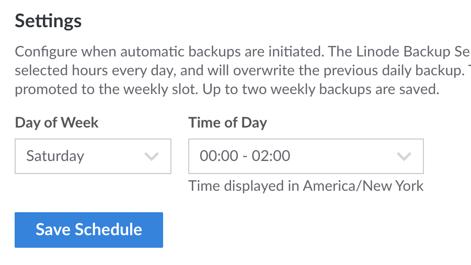 Settings
Configure when automatic backups are initiated. The Linode Backup Se
selected hours every day, and will overwrite the previous daily backup.
promoted to the weekly slot. Up to two weekly backups are saved.
Day of Week Time of Day
Saturday 00:00 - 02:00
Time displayed in America/New York
Save Schedule